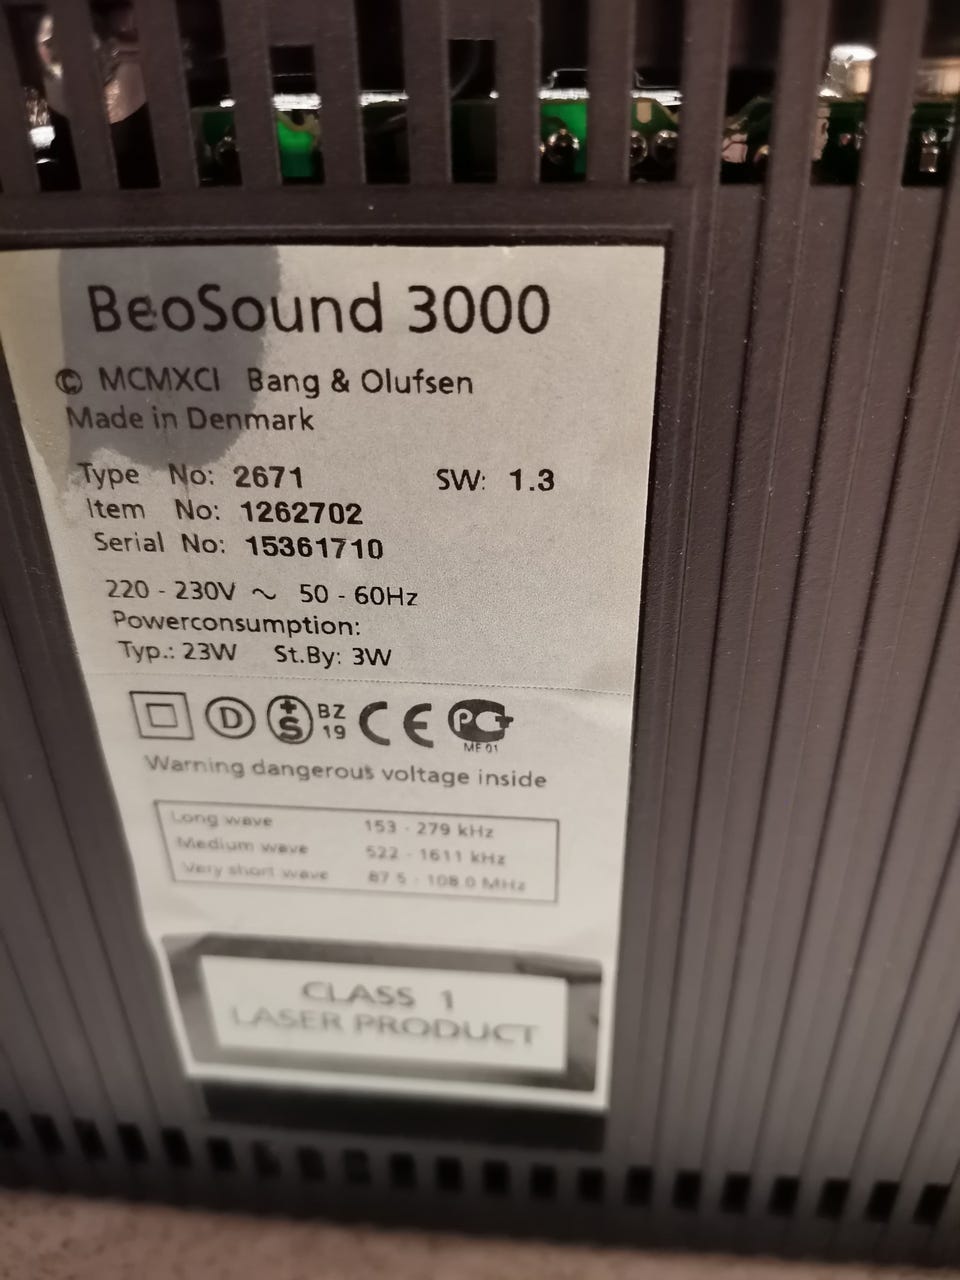 BeoSound 3000
© MCMXCI Bang & Olufsen
Made in Denmark
Type No: 2671 SW: 1.3
Item No: 1262702
Serial No: 15361710
220 - 230V ~ 50 - 60Hz
Powerconsumption:
Typ.: 23W St.By: 3W
D +S BZ 19 CE PCT
ME 01
Warning dangerous voltage inside
Long wave 153 - 279 kHz
Medium wave 522 - 1611 kHz
Very short wave 87.5 - 108.0 MHz
CLASS 1
LASER PRODUCT